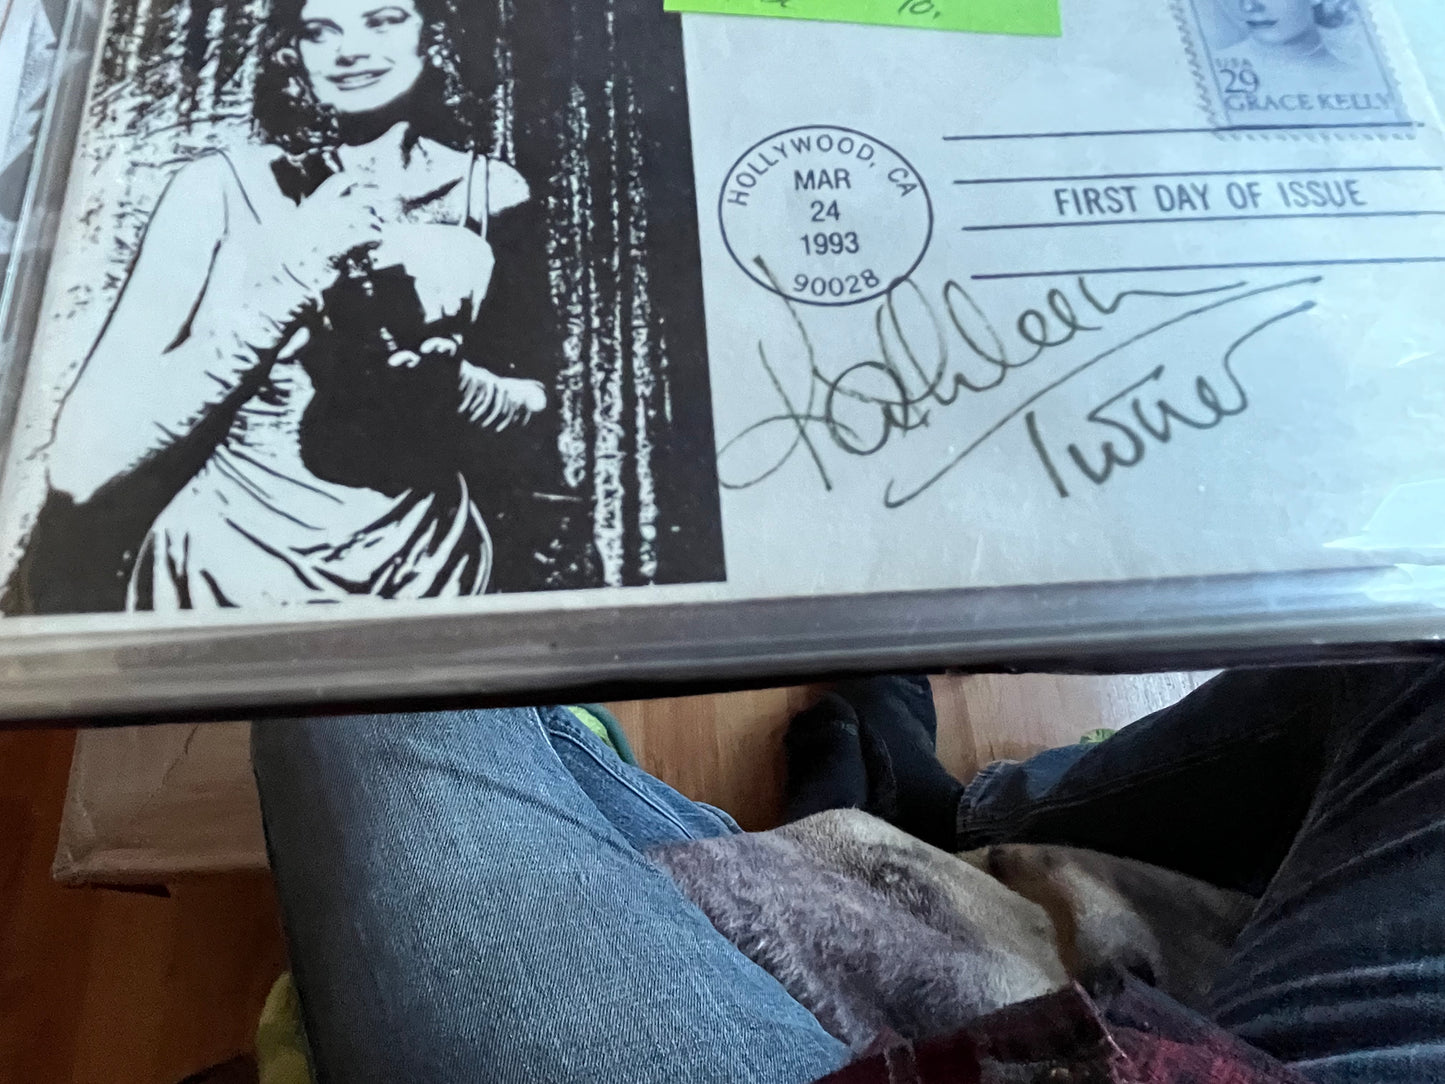 USA
29
GRACE KELLY
HOLLYWOOD, CA
MAR
24
1993
90028
FIRST DAY OF ISSUE
Kathleen
Turner